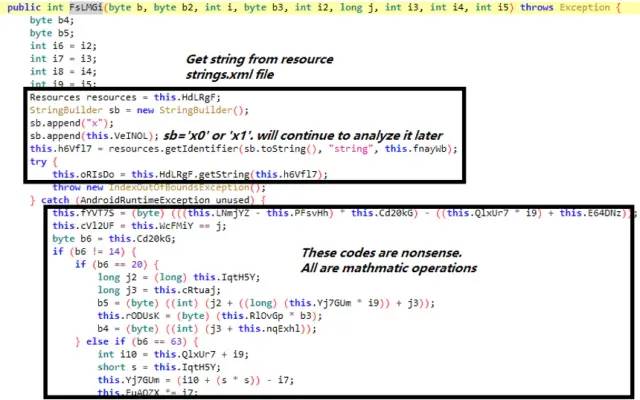 public int FsLMGi(byte b, byte b2, int i, byte b3, int i2, long j, int i3, int i4, int i5) throws Exception {
byte b4;
byte b5;
int i6 = i2;
int i7 = i3;
int i8 = i4;
int i9 = i5;
Get string from resource
strings.xml file
Resources resources = this.HdLRgF;
StringBuilder sb = new StringBuilder();
sb.append("x");
sb.append(this.VeINOL); sb='x0' or 'x1'. will continue to analyze it later
this.h6Vfl7 = resources.getIdentifier(sb.toString(), "string", this.fnayWb);
try {
this.oRIsDo = this.HdLRgF.getString(this.h6Vfl7);
throw new IndexOutOfBoundsException();
} catch (AndroidRuntimeException unused) {
this.fYVT7S = (byte) (((this.LNmjYZ - this.PFsvHh) * this.Cd20kG) - ((this.QlxUr7 * i9) + this.E64DNz));
this.cVl2UF = this.WcFMiY == j;
byte b6 = this.Cd20kG;
if (b6 != 14) {
These codes are nonsense.
All are mathmatic operations
if (b6 == 20) {
long j2 = (long) this.IqtH5Y;
long j3 = this.cRtuaj;
b5 = (byte) ((int) (j2 + ((long) (this.Yj7GUm * i9)) + j3));
this.rODUsK = (byte) (this.RlOvGp * b3);
b4 = (byte) ((int) (j3 + this.nqExhl));
} else if (b6 == 63) {
int i10 = this.QlxUr7 + i9;
short s = this.IqtH5Y;
this.Yj7GUm = (i10 + (s * s)) - i7;
this.EuAOZX *= i7;